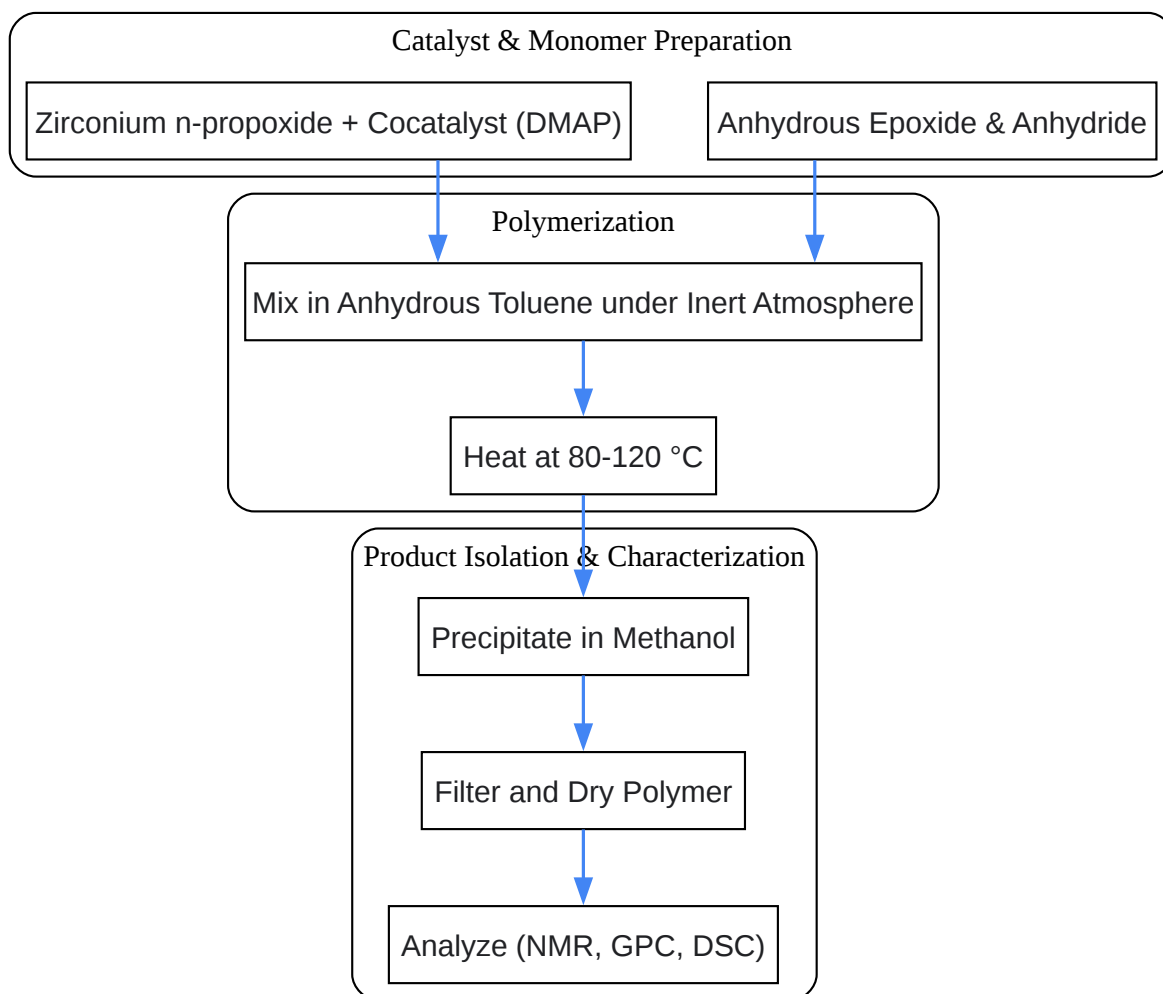 Catalyst & Monomer Preparation
Zirconium n-propoxide + Cocatalyst (DMAP)
Anhydrous Epoxide & Anhydride
Polymerization
Mix in Anhydrous Toluene under Inert Atmosphere
Heat at 80-120 °C
Product Isolation & Characterization
Precipitate in Methanol
Filter and Dry Polymer
Analyze (NMR, GPC, DSC)